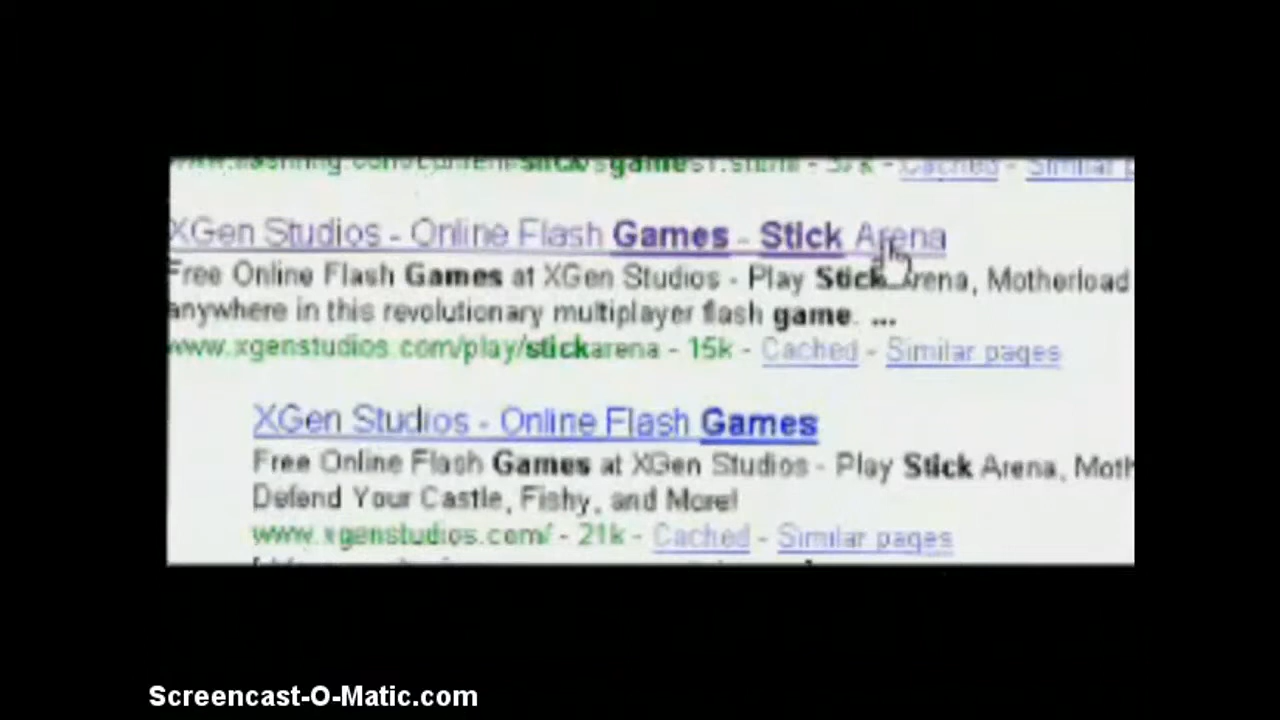 Cached - Similar
XGen Studios - Online Flash Games - Stick Arena
Free Online Flash Games at XGen Studios - Play Stick Arena, Motherload
anywhere in this revolutionary multiplayer flash game. ...
www.xgenstudios.com/play/stickarena - 15k - Cached - Similar pages
XGen Studios - Online Flash Games
Free Online Flash Games at XGen Studios - Play Stick Arena, Moth
Defend Your Castle, Fishy, and More!
www.xgenstudios.com/ - 21k - Cached - Similar pages
Screencast-O-Matic.com